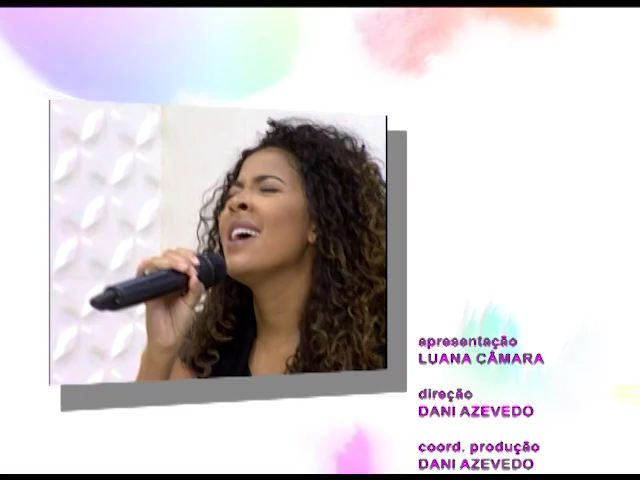 apresentação
LUANA CÂMARA
direção
DANI AZEVEDO
coord. produção
DANI AZEVEDO